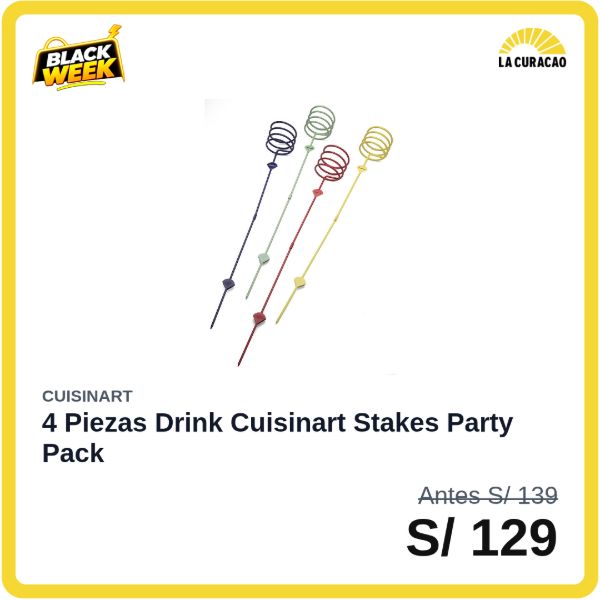 BLACK
WEEK
LA CURACAO
CUISINART
4 Piezas Drink Cuisinart Stakes Party
Pack
Antes S/ 139
S/ 129